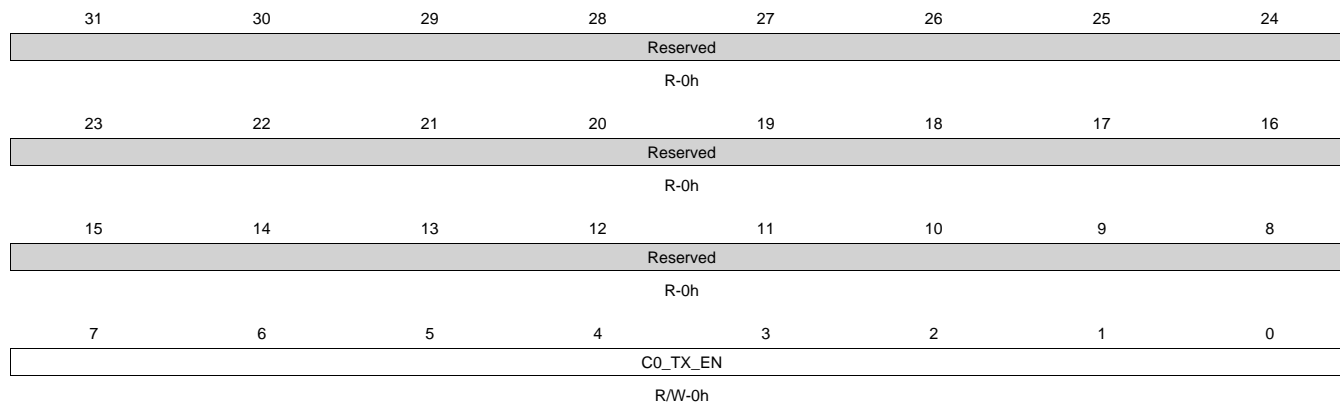 31 30 29 28 27 26 25 24
Reserved
R-0h
23 22 21 20 19 18 17 16
Reserved
R-0h
15 14 13 12 11 10 9 8
Reserved
R-0h
7 6 5 4 3 2 1 0
C0_TX_EN
R/W-0h